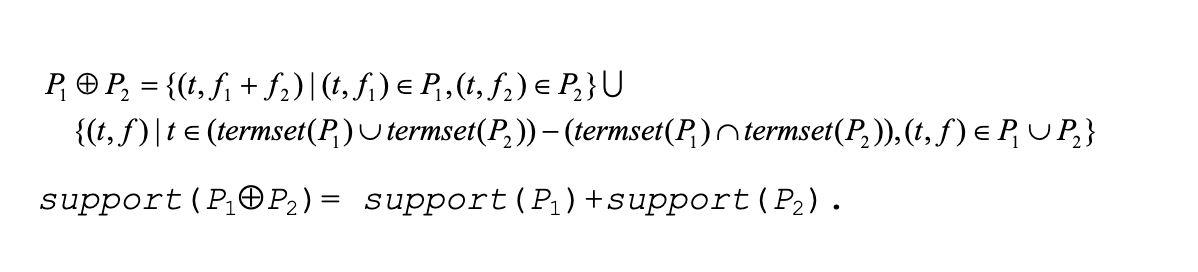 P₁ ⊕ P₂ = {(t, f₁ + f₂) | (t, f₁) ∈ P₁, (t, f₂) ∈ P₂} ∪
{(t, f) | t ∈ (termset(P₁) ∪ termset(P₂)) − (termset(P₁) ∩ termset(P₂)), (t, f) ∈ P₁ ∪ P₂}
support(P₁⊕P₂)= support(P₁)+support(P₂).